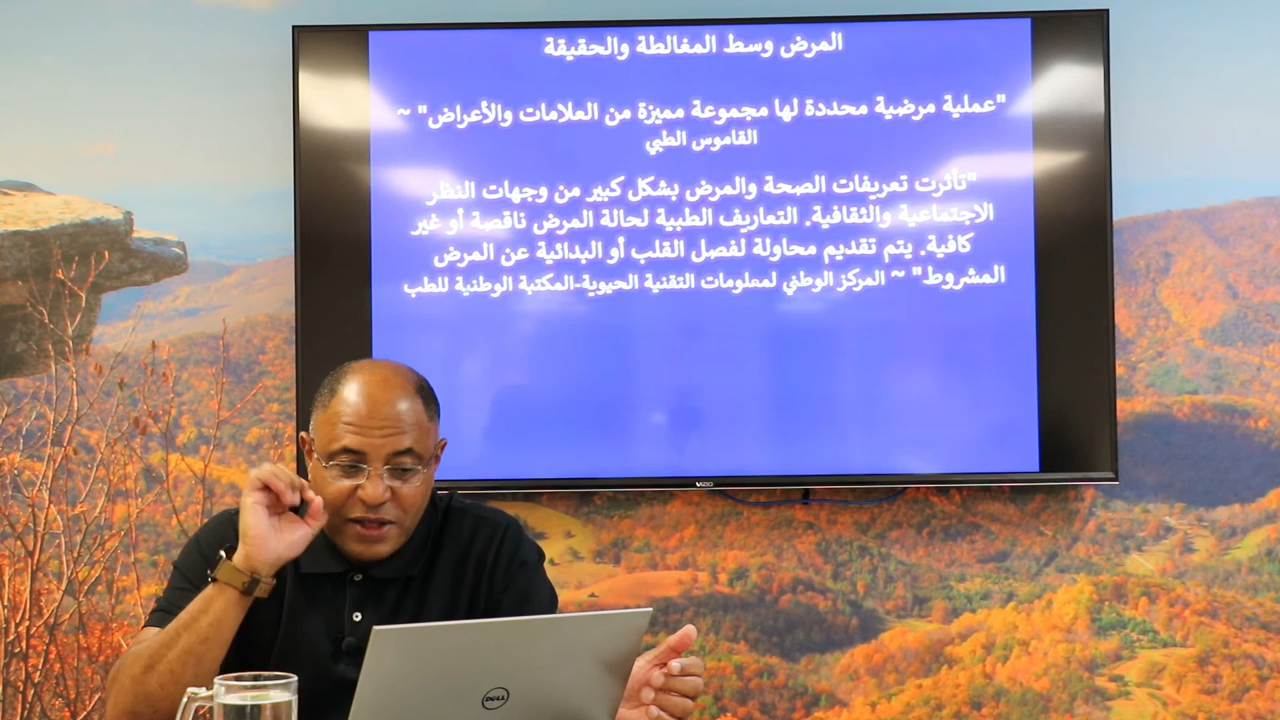 المرض وسط المغالطة والحقيقة
"عملية مرضية محددة لها مجموعة مميزة من العلامات والأعراض" ~
القاموس الطبي
"تأثرت تعريفات الصحة والمرض بشكل كبير من وجهات النظر
الاجتماعية والثقافية. التعاريف الطبية لحالة المرض ناقصة أو غير
كافية. يتم تقديم محاولة لفصل القلب أو البدائية عن المرض
المشروط" ~ المركز الوطني لمعلومات التقنية الحيوية-المكتبة الوطنية للطب
VIZIO
DELL